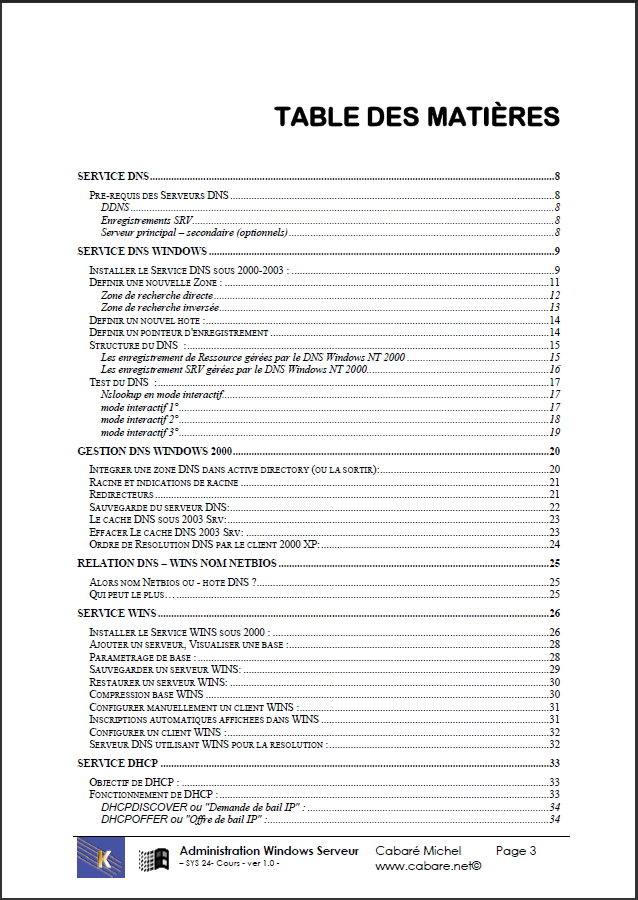 TABLE DES MATIÈRES
SERVICE DNS...8
PRE-REQUIS DES SERVEURS DNS...8
DDNS...8
Enregistrements SRV...8
Serveur principal – secondaire (optionnels)...8
SERVICE DNS WINDOWS...9
INSTALLER LE SERVICE DNS SOUS 2000-2003 :...9
DEFINIR UNE NOUVELLE ZONE :...11
Zone de recherche directe...12
Zone de recherche inversée...13
DEFINIR UN NOUVEL HOTE :...14
DEFINIR UN POINTEUR D'ENREGISTREMENT...14
STRUCTURE DU DNS :...15
Les enregistrement de Ressource gérées par le DNS Windows NT 2000...15
Les enregistrement SRV gérées par le DNS Windows NT 2000...16
TEST DU DNS :...17
Nslookup en mode interactif...17
mode interactif 1°...17
mode interactif 2°...18
mode interactif 3°...19
GESTION DNS WINDOWS 2000...20
INTEGRER UNE ZONE DNS DANS ACTIVE DIRECTORY (OU LA SORTIR):...20
RACINE ET INDICATIONS DE RACINE...21
REDIRECTEURS...21
SAUVEGARDE DU SERVEUR DNS:...22
LE CACHE DNS SOUS 2003 SRV:...23
EFFACER LE CACHE DNS 2003 SRV:...23
ORDRE DE RESOLUTION DNS PAR LE CLIENT 2000 XP:...24
RELATION DNS – WINS NOM NETBIOS...25
ALORS NOM NETBIOS OU - HOTE DNS ?...25
QUI PEUT LE PLUS…...25
SERVICE WINS...26
INSTALLER LE SERVICE WINS SOUS 2000 :...26
AJOUTER UN SERVEUR, VISUALISER UNE BASE :...28
PARAMETRAGE DE BASE :...28
SAUVEGARDER UN SERVEUR WINS:...29
RESTAURER UN SERVEUR WINS:...30
COMPRESSION BASE WINS...30
CONFIGURER MANUELLEMENT UN CLIENT WINS :...31
INSCRIPTIONS AUTOMATIQUES AFFICHEES DANS WINS...31
CONFIGURER UN CLIENT WINS :...32
SERVEUR DNS UTILISANT WINS POUR LA RESOLUTION :...32
SERVICE DHCP...33
OBJECTIF DE DHCP :...33
FONCTIONNEMENT DE DHCP :...33
DHCPDISCOVER ou "Demande de bail IP" :...34
DHCPOFFER ou "Offre de bail IP" :...34
K
Administration Windows Serveur Cabaré Michel Page 3
– SYS 24- Cours - ver 1.0 - www.cabare.net©